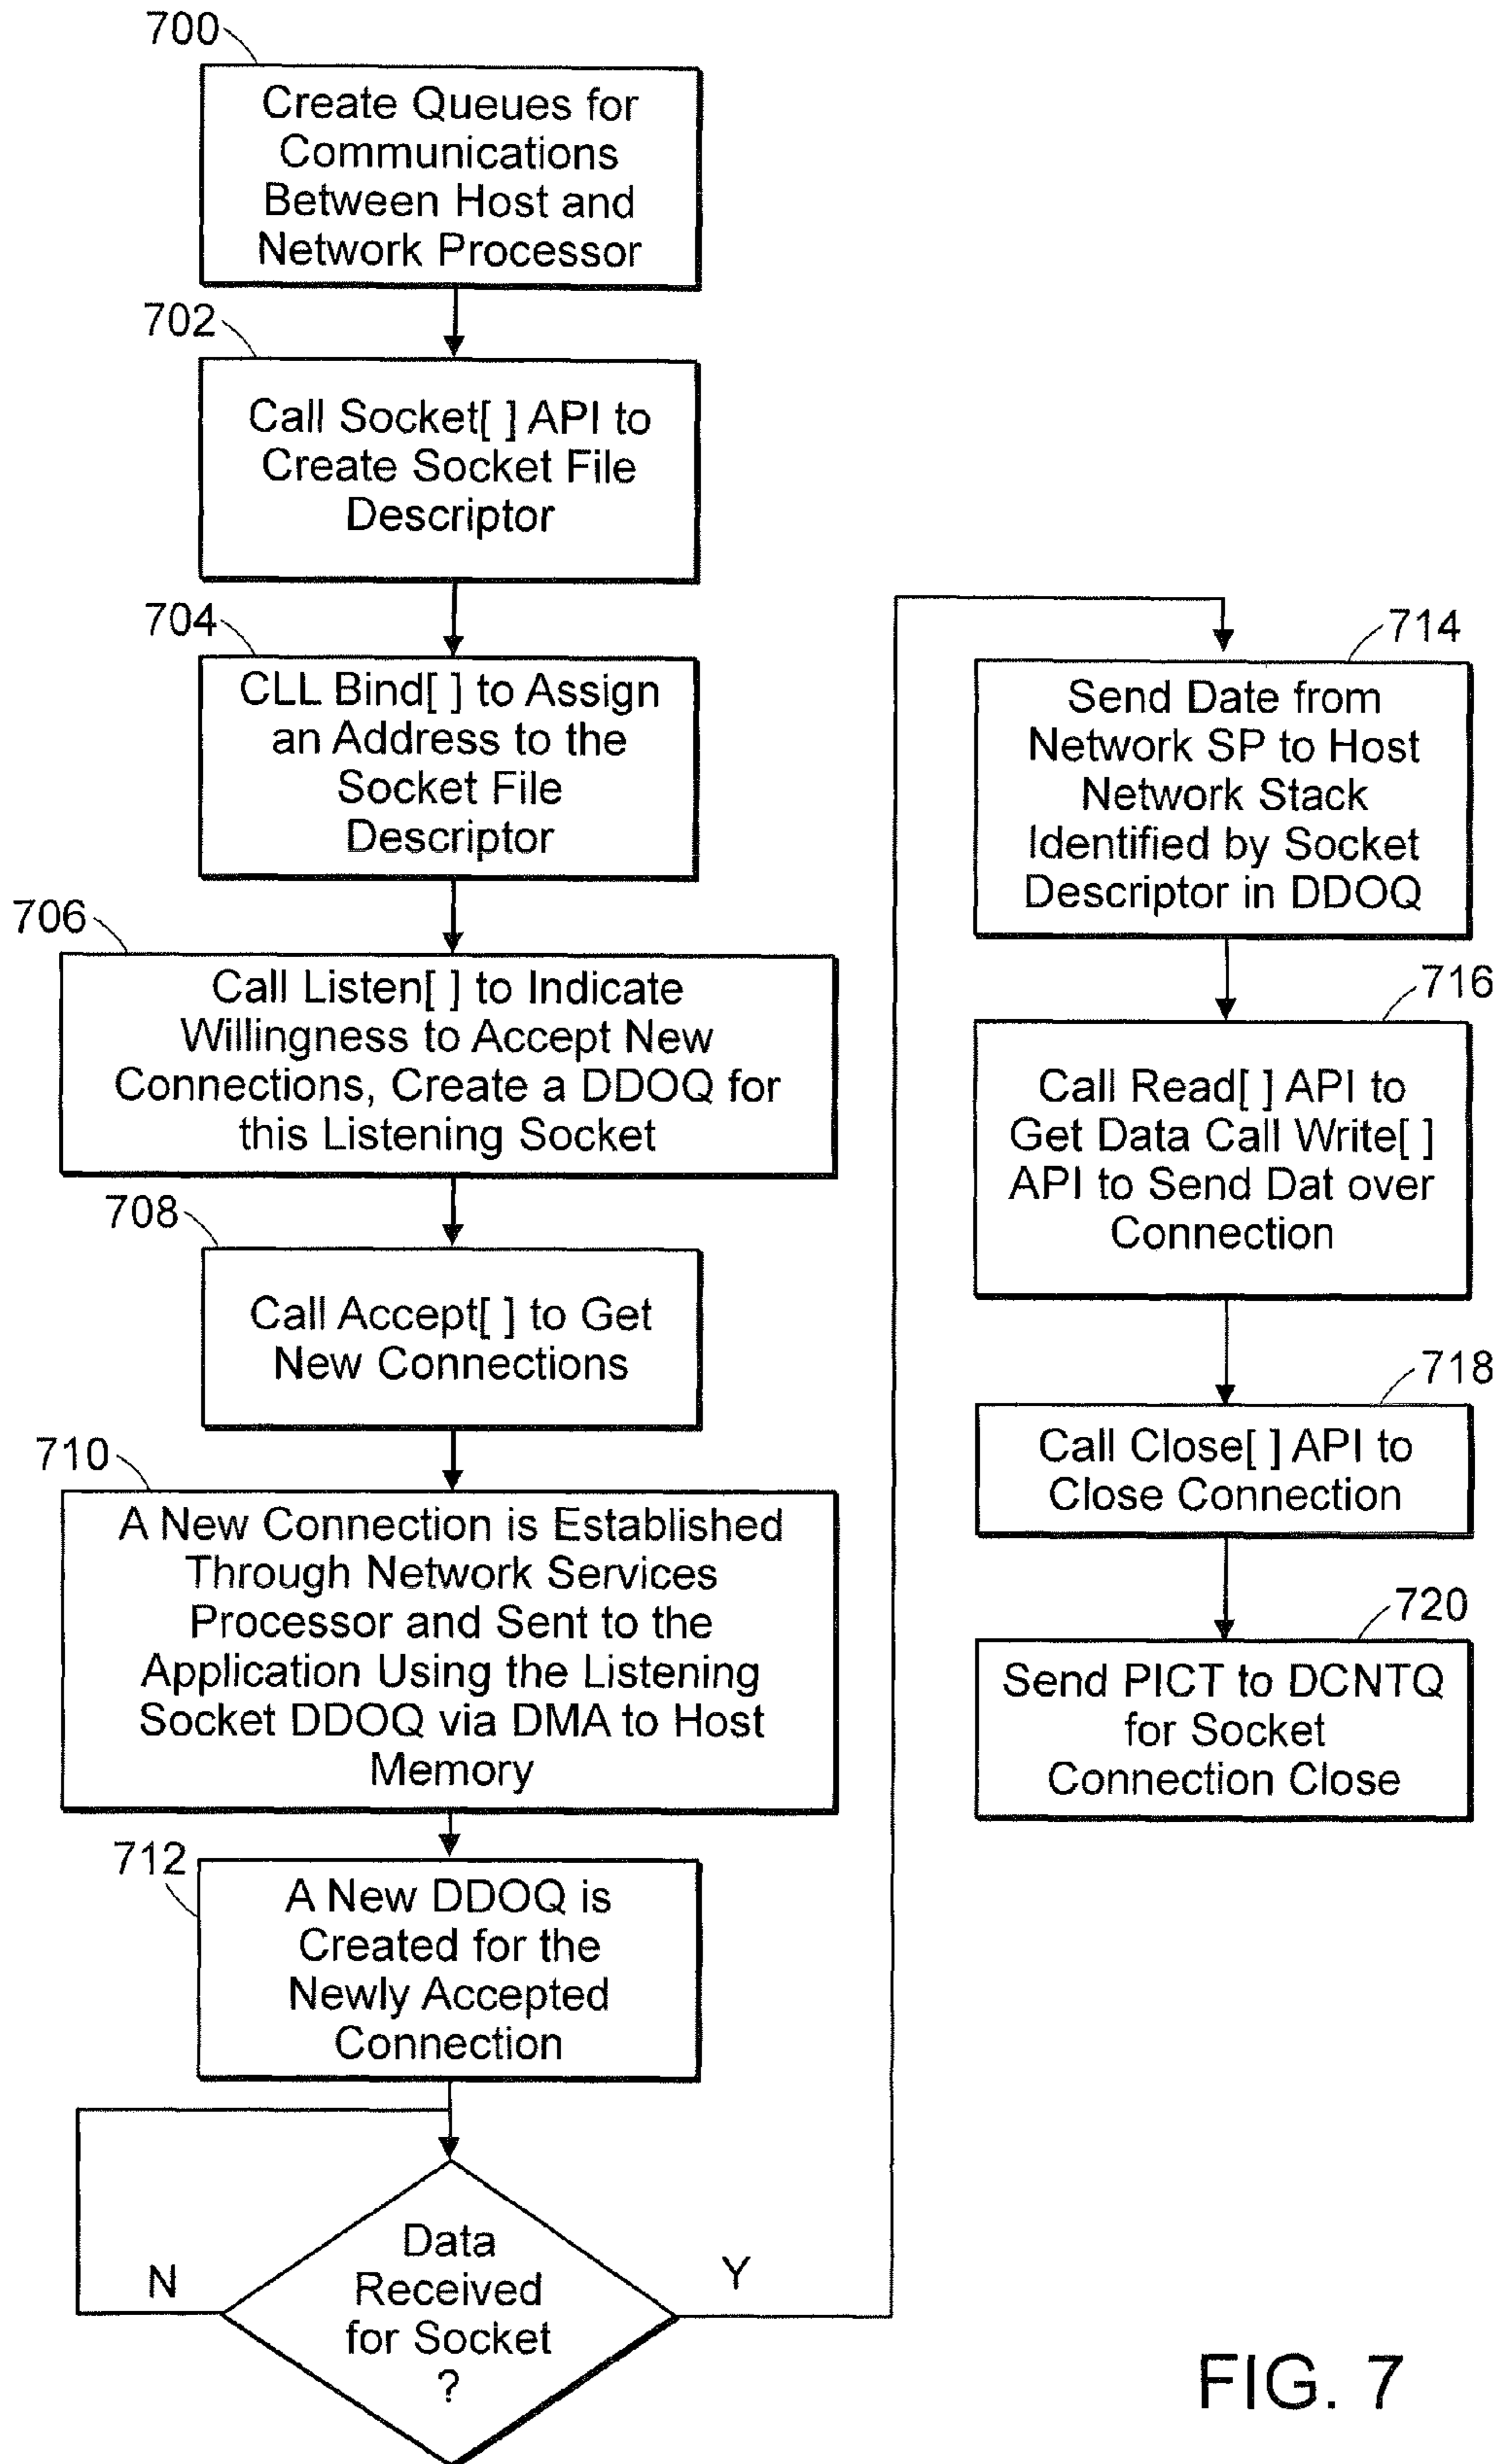 700
Create Queues for
Communications
Between Host and
Network Processor
702
Call Socket[ ] API to
Create Socket File
Descriptor
704
CLL Bind[ ] to Assign
an Address to the
Socket File
Descriptor
706
Call Listen[ ] to Indicate
Willingness to Accept New
Connections, Create a DDOQ for
this Listening Socket
708
Call Accept[ ] to Get
New Connections
710
A New Connection is Established
Through Network Services
Processor and Sent to the
Application Using the Listening
Socket DDOQ via DMA to Host
Memory
712
A New DDOQ is
Created for the
Newly Accepted
Connection
Data
Received
for Socket
?
N
Y
714
Send Date from
Network SP to Host
Network Stack
Identified by Socket
Descriptor in DDOQ
716
Call Read[ ] API to
Get Data Call Write[ ]
API to Send Dat over
Connection
718
Call Close[ ] API to
Close Connection
720
Send PICT to DCNTQ
for Socket
Connection Close
FIG. 7